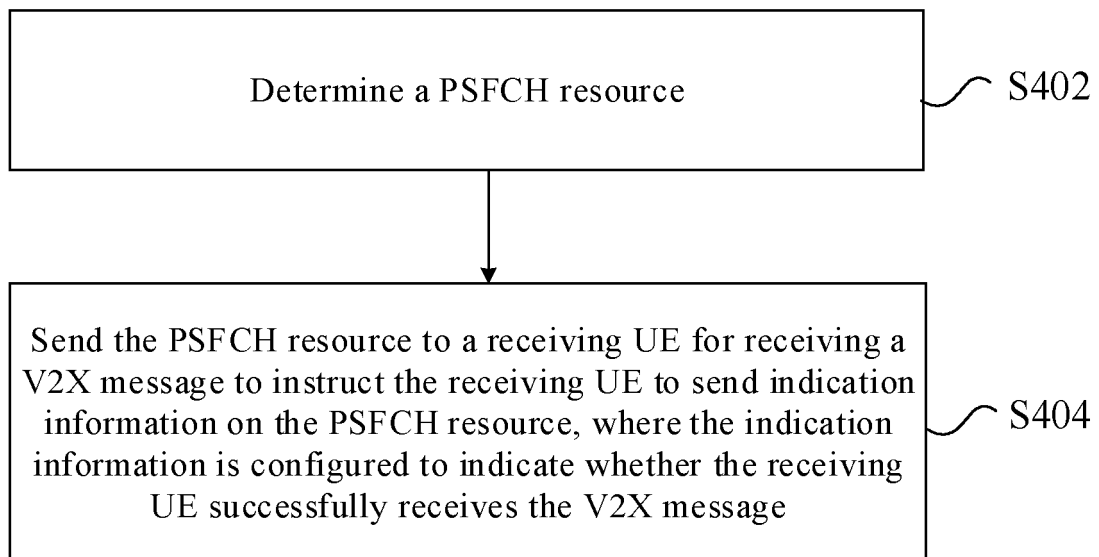 Determine a PSFCH resource
S402
Send the PSFCH resource to a receiving UE for receiving a
V2X message to instruct the receiving UE to send indication
information on the PSFCH resource, where the indication
information is configured to indicate whether the receiving
UE successfully receives the V2X message
S404